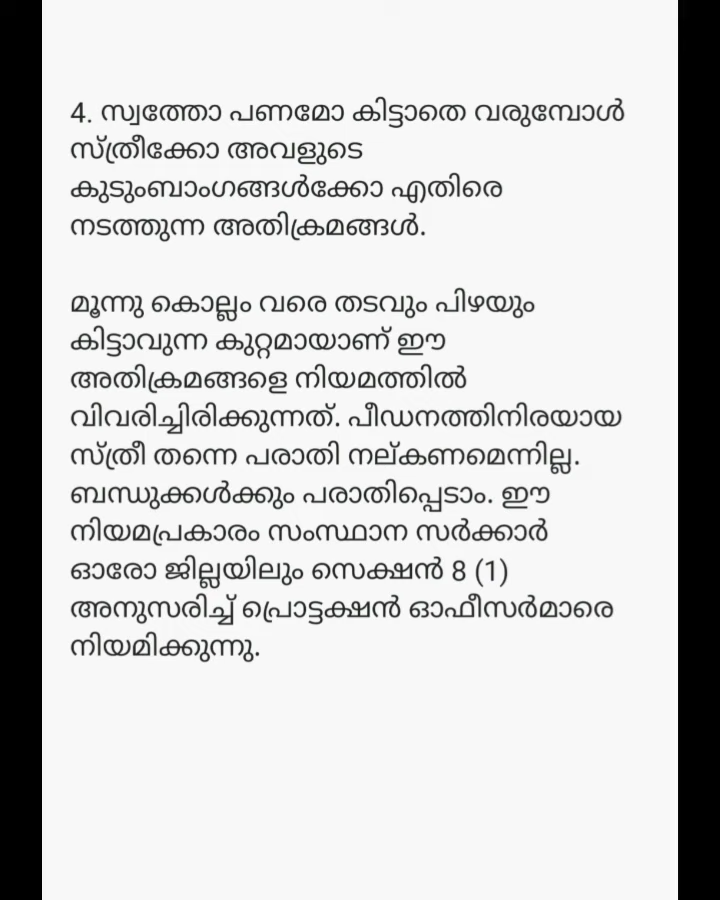 4. സ്വത്തോ പണമോ കിട്ടാതെ വരുമ്പോൾ
സ്ത്രീക്കോ അവളുടെ
കുടുംബാംഗങ്ങൾക്കോ എതിരെ
നടത്തുന്ന അതിക്രമങ്ങൾ.
മൂന്നു കൊല്ലം വരെ തടവും പിഴയും
കിട്ടാവുന്ന കുറ്റമായാണ് ഈ
അതിക്രമങ്ങളെ നിയമത്തിൽ
വിവരിച്ചിരിക്കുന്നത്. പീഡനത്തിനിരയായ
സ്ത്രീ തന്നെ പരാതി നല്കണമെന്നില്ല.
ബന്ധുക്കൾക്കും പരാതിപ്പെടാം. ഈ
നിയമപ്രകാരം സംസ്ഥാന സർക്കാർ
ഓരോ ജില്ലയിലും സെക്ഷൻ 8 (1)
അനുസരിച്ച് പ്രൊട്ടക്ഷൻ ഓഫീസർമാരെ
നിയമിക്കുന്നു.